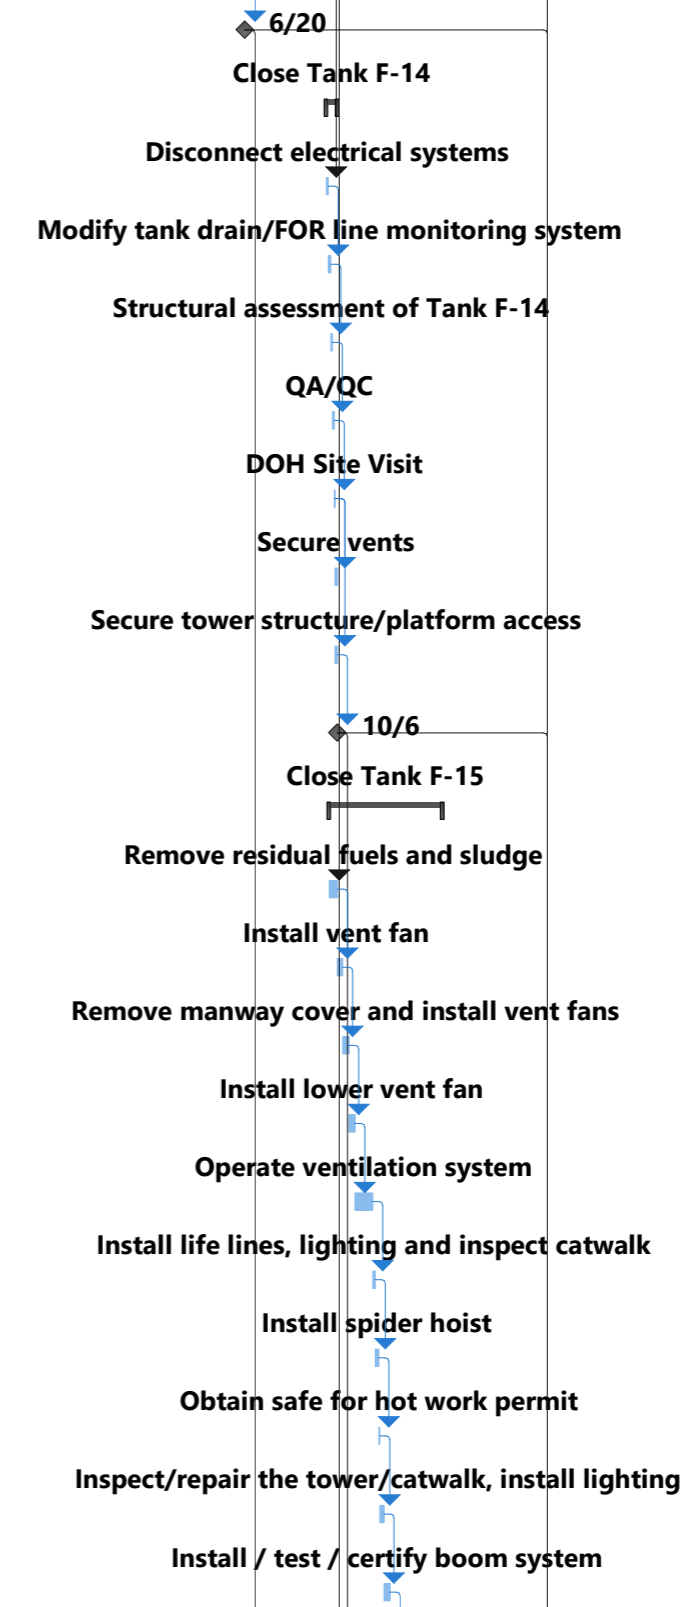 6/20
Close Tank F-14
Disconnect electrical systems
Modify tank drain/FOR line monitoring system
Structural assessment of Tank F-14
QA/QC
DOH Site Visit
Secure vents
Secure tower structure/platform access
10/6
Close Tank F-15
Remove residual fuels and sludge
Install vent fan
Remove manway cover and install vent fans
Install lower vent fan
Operate ventilation system
Install life lines, lighting and inspect catwalk
Install spider hoist
Obtain safe for hot work permit
Inspect/repair the tower/catwalk, install lighting
Install / test / certify boom system